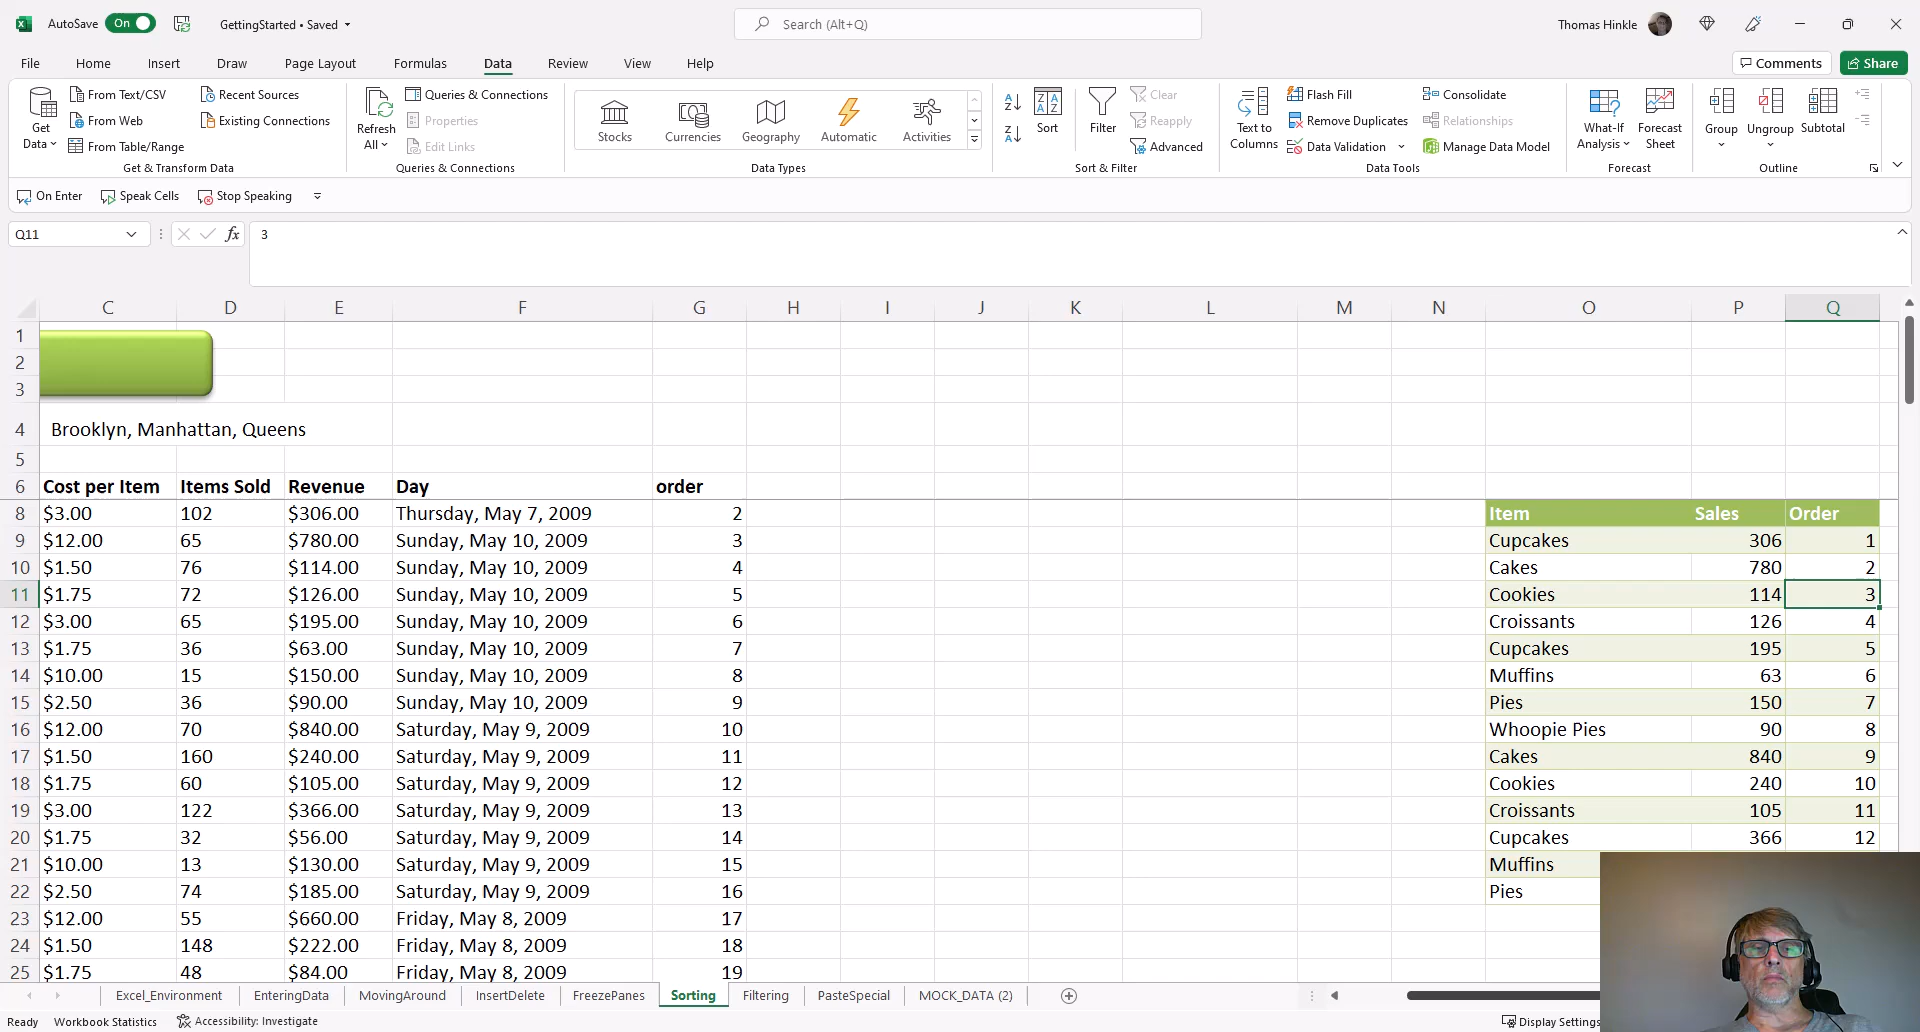 AutoSave On GettingStarted • Saved Search (Alt+Q) Thomas Hinkle
File Home Insert Draw Page Layout Formulas Data Review View Help Comments Share
Get Data
From Text/CSV
From Web
From Table/Range
Recent Sources
Existing Connections
Get & Transform Data
Refresh All
Queries & Connections
Properties
Edit Links
Queries & Connections
Stocks Currencies Geography Automatic Activities
Data Types
A Z
Z A
Sort
Filter
Clear
Reapply
Advanced
Sort & Filter
Text to Columns
Flash Fill
Remove Duplicates
Data Validation
Consolidate
Relationships
Manage Data Model
Data Tools
What-If Analysis
Forecast Sheet
Forecast
Group Ungroup Subtotal
Outline
On Enter Speak Cells Stop Speaking
Q11 fx 3
C D E F G H I J K L M N O P Q
1
2
3
4 Brooklyn, Manhattan, Queens
5
6 Cost per Item Items Sold Revenue Day order
8 $3.00 102 $306.00 Thursday, May 7, 2009 2 Item Sales Order
9 $12.00 65 $780.00 Sunday, May 10, 2009 3 Cupcakes 306 1
10 $1.50 76 $114.00 Sunday, May 10, 2009 4 Cakes 780 2
11 $1.75 72 $126.00 Sunday, May 10, 2009 5 Cookies 114 3
12 $3.00 65 $195.00 Sunday, May 10, 2009 6 Croissants 126 4
13 $1.75 36 $63.00 Sunday, May 10, 2009 7 Cupcakes 195 5
14 $10.00 15 $150.00 Sunday, May 10, 2009 8 Muffins 63 6
15 $2.50 36 $90.00 Sunday, May 10, 2009 9 Pies 150 7
16 $12.00 70 $840.00 Saturday, May 9, 2009 10 Whoopie Pies 90 8
17 $1.50 160 $240.00 Saturday, May 9, 2009 11 Cakes 840 9
18 $1.75 60 $105.00 Saturday, May 9, 2009 12 Cookies 240 10
19 $3.00 122 $366.00 Saturday, May 9, 2009 13 Croissants 105 11
20 $1.75 32 $56.00 Saturday, May 9, 2009 14 Cupcakes 366 12
21 $10.00 13 $130.00 Saturday, May 9, 2009 15 Muffins
22 $2.50 74 $185.00 Saturday, May 9, 2009 16 Pies
23 $12.00 55 $660.00 Friday, May 8, 2009 17
24 $1.50 148 $222.00 Friday, May 8, 2009 18
25 $1.75 48 $84.00 Friday, May 8, 2009 19
Excel_Environment EnteringData MovingAround InsertDelete FreezePanes Sorting Filtering PasteSpecial MOCK_DATA (2)
Ready Workbook Statistics Accessibility: Investigate Display Settings